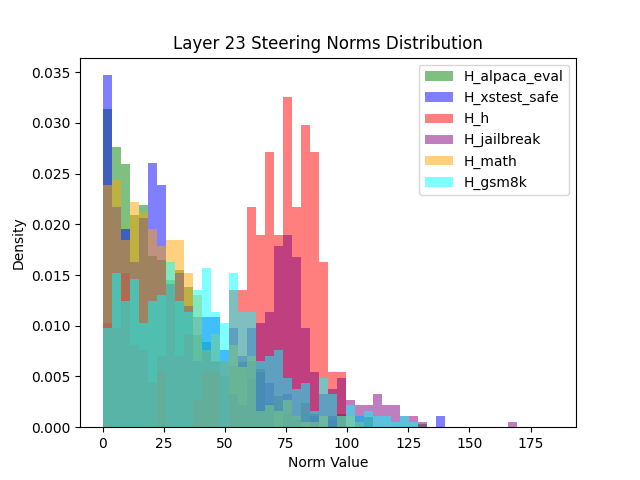 Layer 23 Steering Norms Distribution
0.035
0.030
0.025
0.020
0.015
0.010
0.005
0.000
Density
H_alpaca_eval
H_xstest_safe
H_h
H_jailbreak
H_math
H_gsm8k
0 25 50 75 100 125 150 175
Norm Value